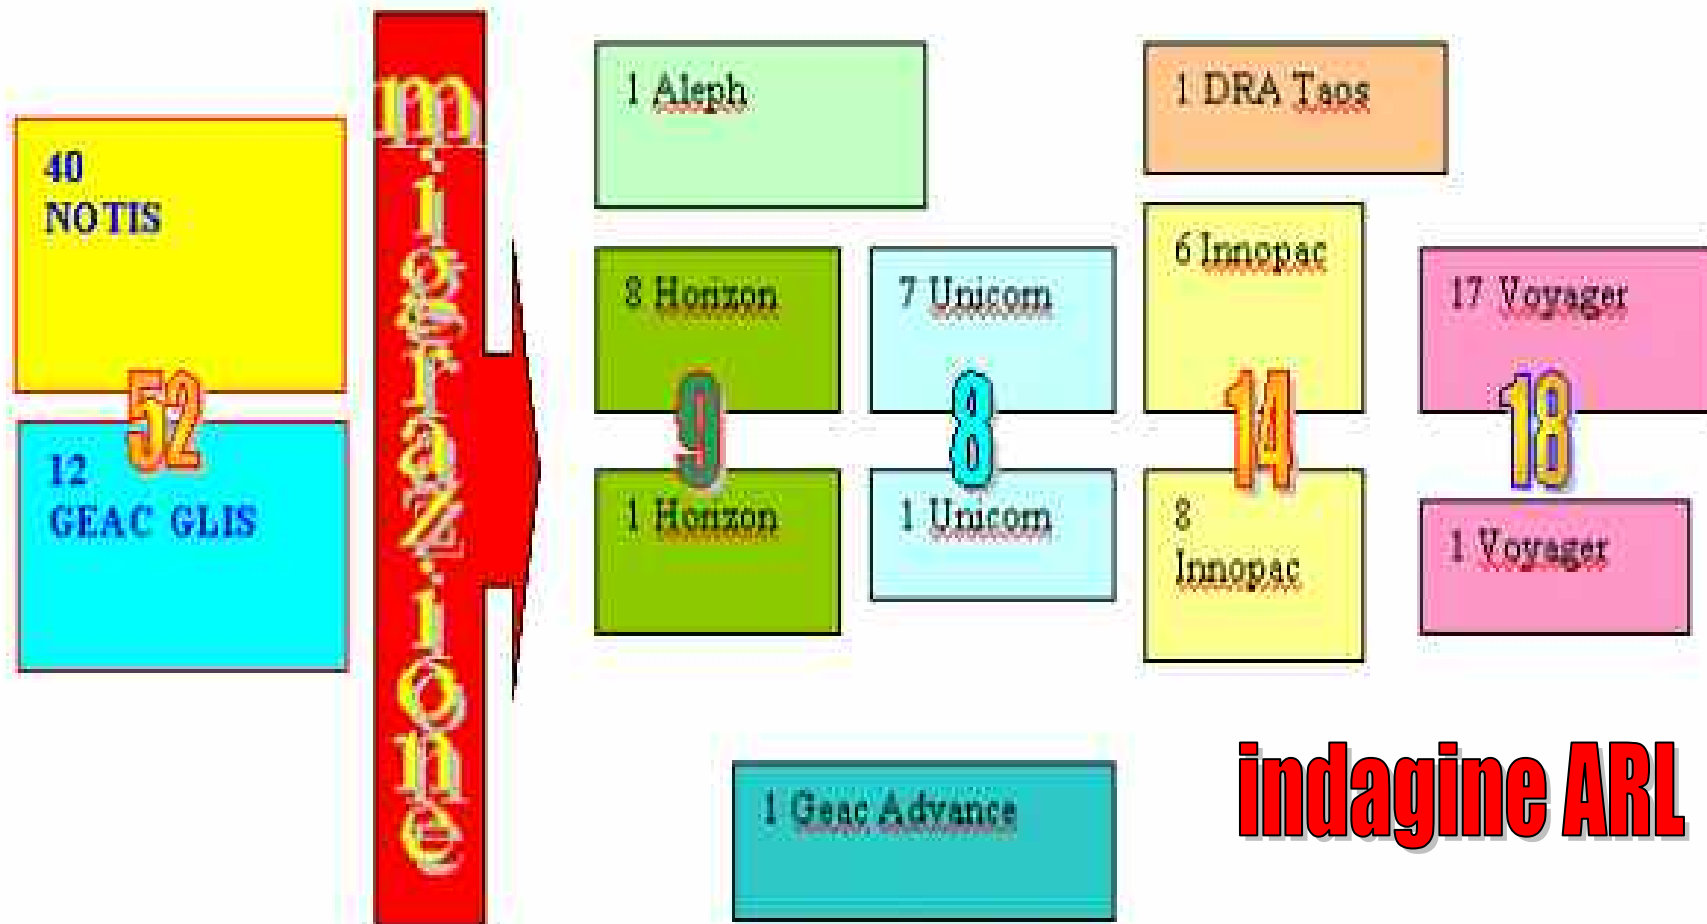 40
NOTIS
52
12
GEAC GLIS
migrazione
1 Aleph
1 DRA Taos
8 Horizon
7 Unicorn
6 Innopac
17 Voyager
9
8
14
18
1 Horizon
1 Unicorn
8
Innopac
1 Voyager
1 Geac Advance
indagine ARL